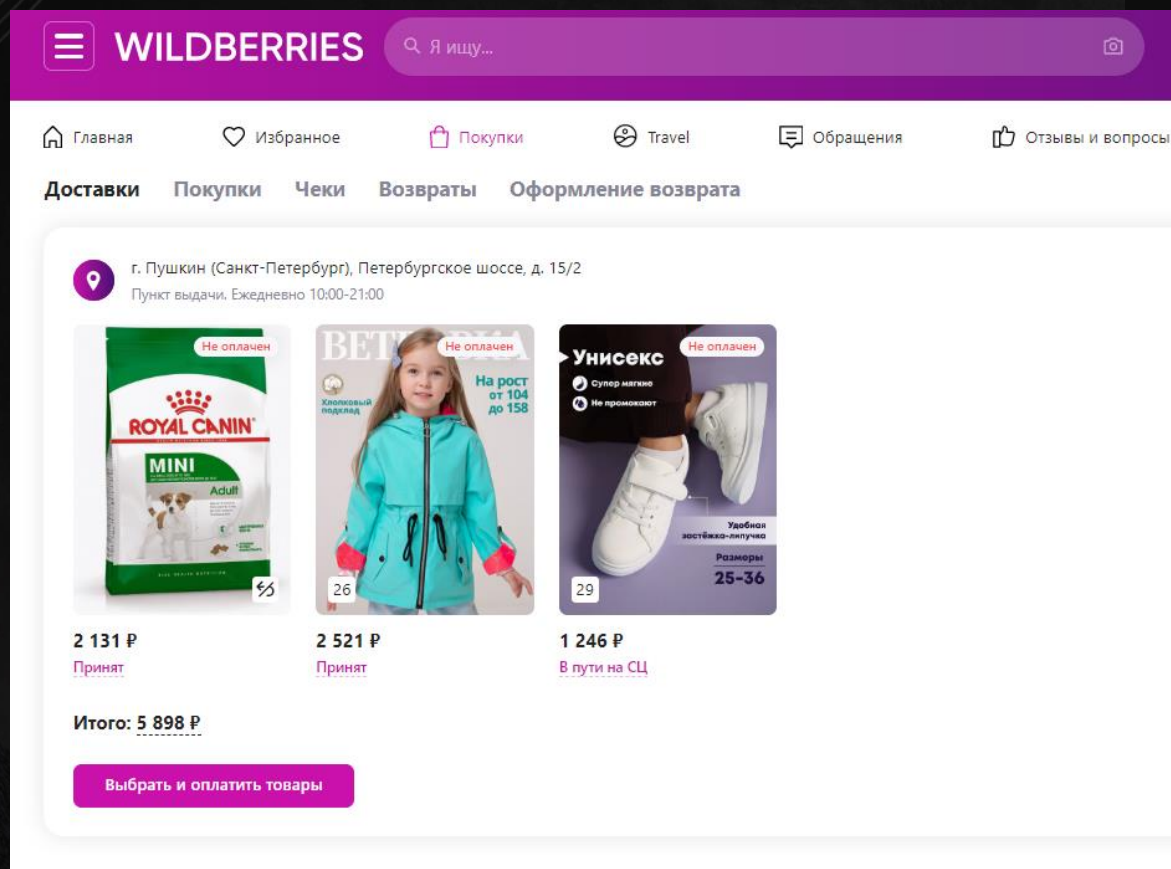 WILDBERRIES
Я ищу...
Главная
Избранное
Покупки
Travel
Обращения
Отзывы и вопросы
Доставки
Покупки
Чеки
Возвраты
Оформление возврата
г. Пушкин (Санкт-Петербург), Петербургское шоссе, д. 15/2
Пункт выдачи. Ежедневно 10:00-21:00
Не оплачен
ROYAL CANIN
MINI
Adult
2 131 ₽
Принят
Не оплачен
Хлопковый
подклад
На рост
от 104
до 158
26
2 521 ₽
Принят
Не оплачен
Унисекс
Супер мягкие
Не промокают
Удобная
застёжка-липучка
Размеры
25-36
29
1 246 ₽
В пути на СЦ
Итого: 5 898 ₽
Выбрать и оплатить товары